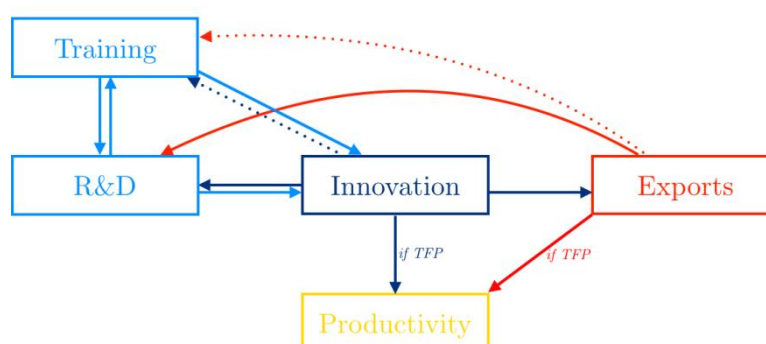 Training
R&D
Innovation
Exports
if TFP
if TFP
Productivity